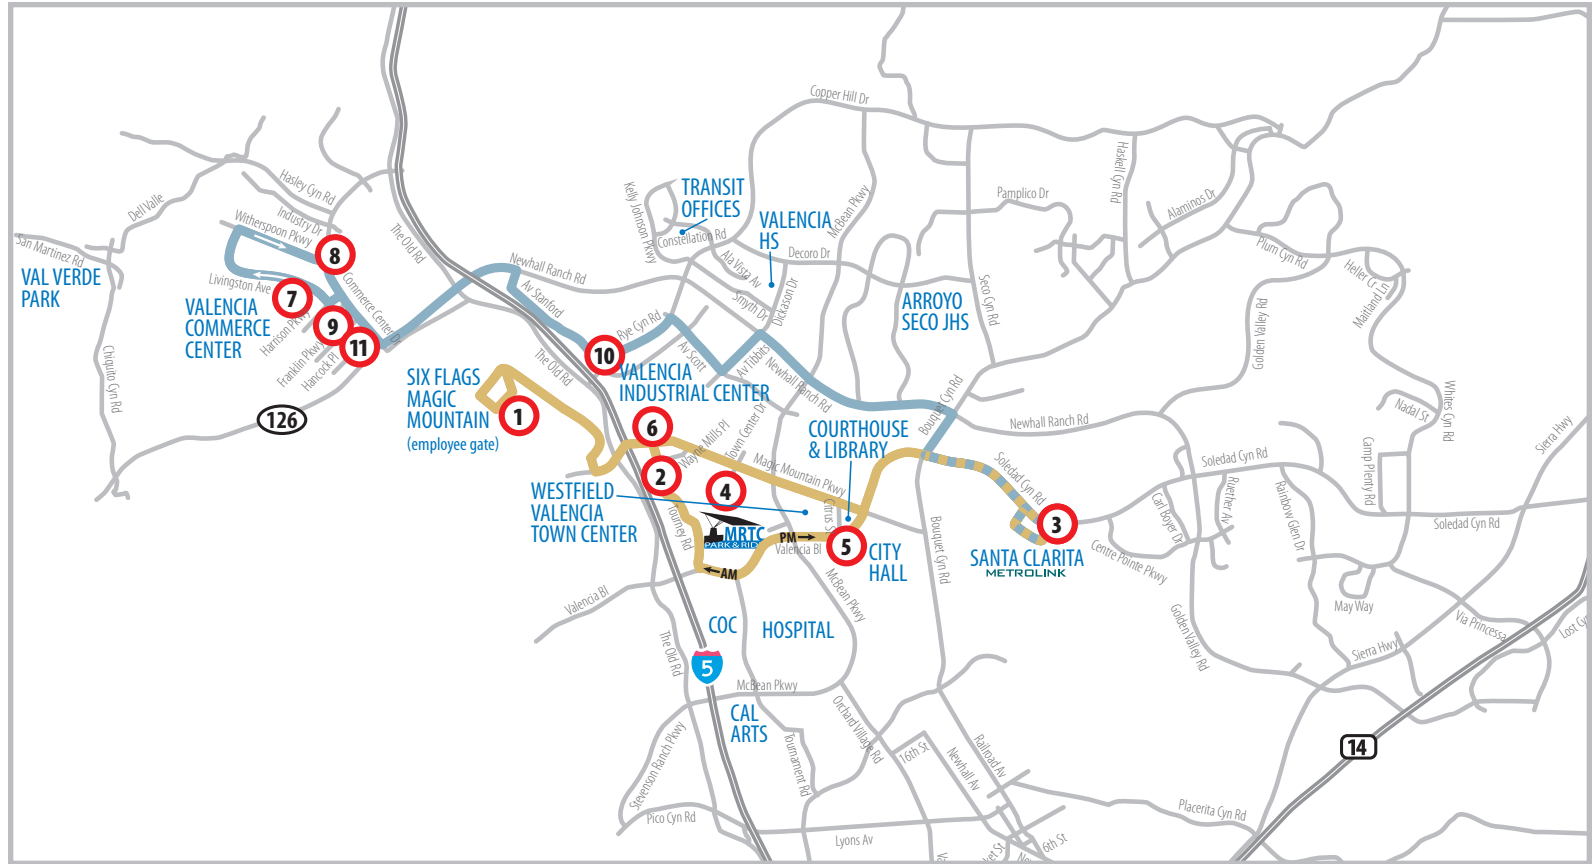 Copper Hill Dr
Haskell Cyn Rd
Hasley Cyn Rd
Kelly Johnson Pkwy
TRANSIT
OFFICES
McBean Pkwy
Pamplico Dr
Alaminos Dr
Dell Valle
Industry Dr
Witherspoon Pkwy
The Old Rd
Constellation Rd
VALENCIA
HS
San Martinez Rd
8
Newhall Ranch Rd
Ala Vista Av
Decoro Dr
Plum Cyn Rd
Heller Cr
VAL VERDE
PARK
Livingston Ave
7
Commerce Center Dr
Av Stanford
Smyth Dr
Dickason Dr
Seco Cyn Rd
Maitland Ln
VALENCIA
COMMERCE
CENTER
Harrison Pkwy
9
11
Franklin Pkwy
Hancock Pl
Rye Cyn Rd
ARROYO
SECO JHS
Golden Valley Rd
Chiquito Cyn Rd
The Old Rd
10
Av Scott
Av Tibbits
Newhall Ranch Rd
SIX FLAGS
MAGIC
MOUNTAIN
(employee gate)
1
VALENCIA
INDUSTRIAL CENTER
Bouquet Cyn Rd
Whites Cyn Rd
Nadal St
126
6
Wayne Mills Pl
Town Center Dr
COURTHOUSE
& LIBRARY
Newhall Ranch Rd
Sierra Hwy
2
Magic Mountain Pkwy
Soledad Cyn Rd
Soledad Cyn Rd
Camp Plenty Rd
4
WESTFIELD
VALENCIA
TOWN CENTER
Tourney Rd
Citrus S
Carl Boyer Dr
Ruether Av
Rainbow Glen Dr
Soledad Cyn Rd
MRTC
PARK & RIDE
PM
Valencia Bl
5
CITY
HALL
Bouquet Cyn Rd
3
SANTA CLARITA
METROLINK
Centre Pointe Pkwy
AM
Valencia Bl
McBean Pkwy
May Way
COC
HOSPITAL
The Old Rd
Golden Valley Rd
Via Princessa
Lost Cyn
Sierra Hwy
5
McBean Pkwy
CAL
ARTS
Stevenson Ranch Pkwy
Tournament Rd
Orchard Village Rd
16th St
Newhall Av
Railroad Av
14
Pico Cyn Rd
Placerita Cyn Rd
Lyons Av
6th St